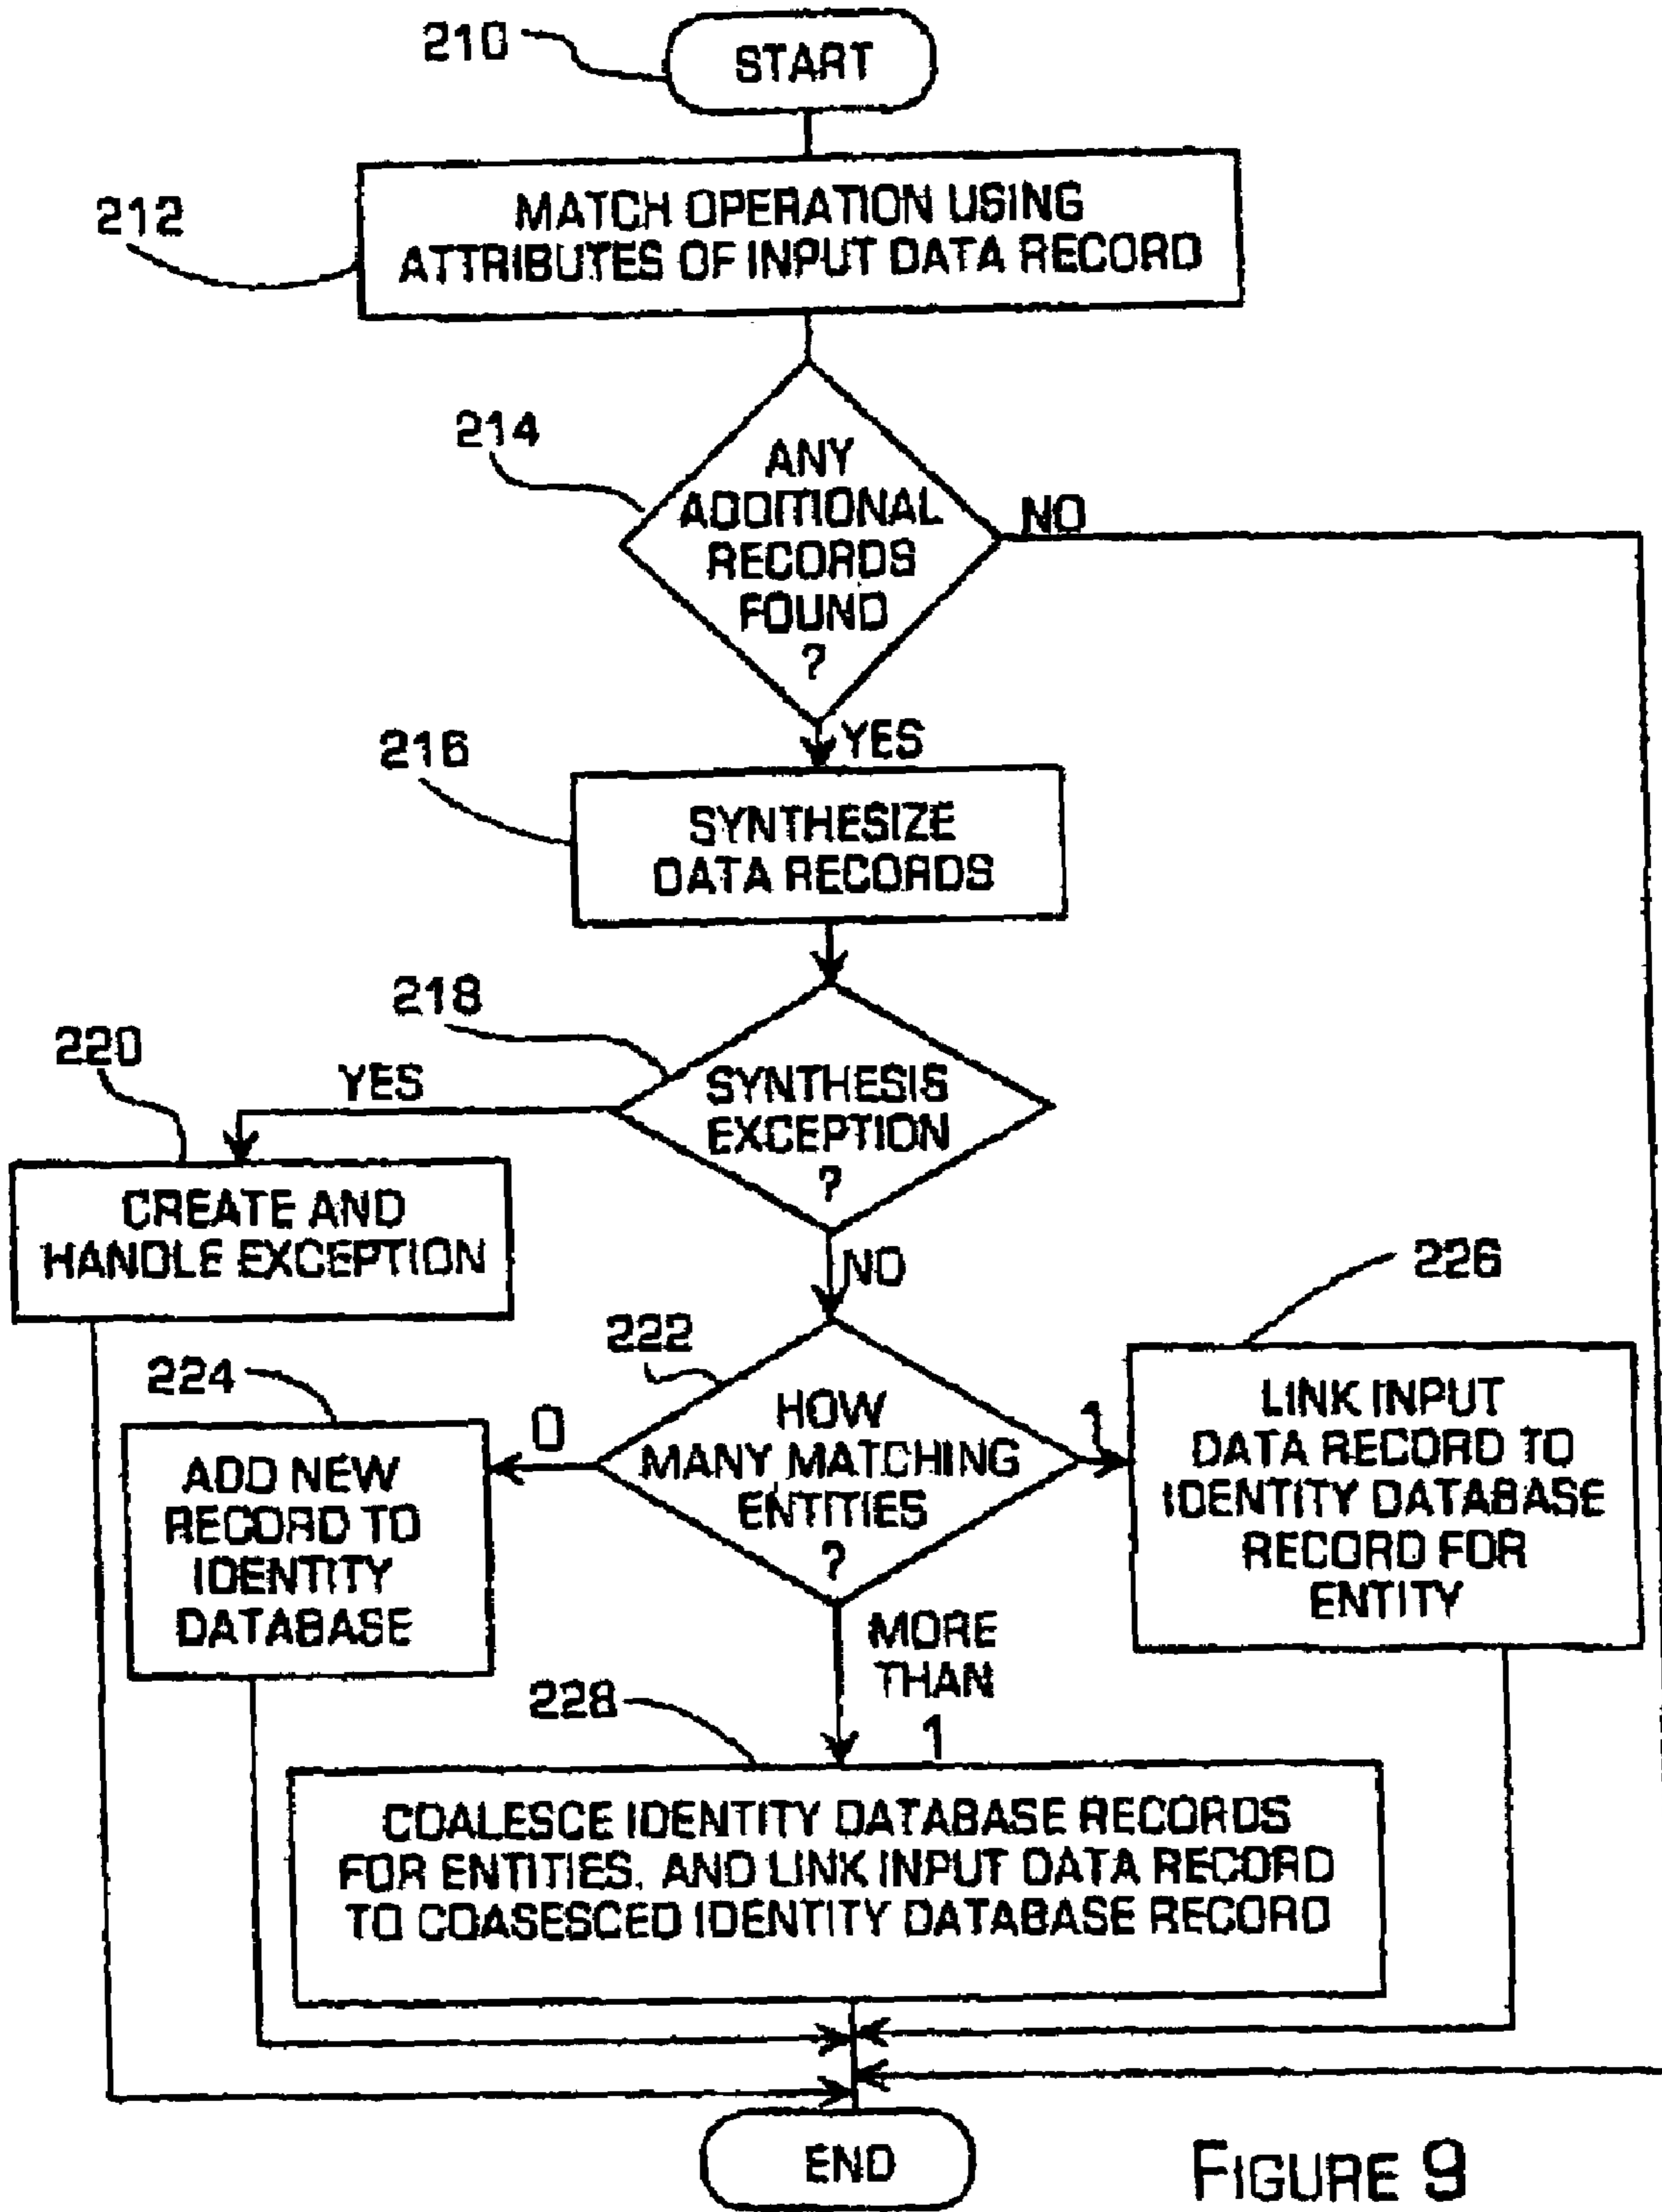 210
START
212
MATCH OPERATION USING
ATTRIBUTES OF INPUT DATA RECORD
214
ANY
ADDITIONAL
RECORDS
FOUND
?
NO
YES
216
SYNTHESIZE
DATA RECORDS
218
SYNTHESIS
EXCEPTION
?
YES
220
CREATE AND
HANDLE EXCEPTION
NO
222
HOW
MANY MATCHING
ENTITIES
?
0
1
224
ADD NEW
RECORD TO
IDENTITY
DATABASE
226
LINK INPUT
DATA RECORD TO
IDENTITY DATABASE
RECORD FOR
ENTITY
MORE
THAN
1
228
COALESCE IDENTITY DATABASE RECORDS
FOR ENTITIES, AND LINK INPUT DATA RECORD
TO COASESCED IDENTITY DATABASE RECORD
END
FIGURE 9